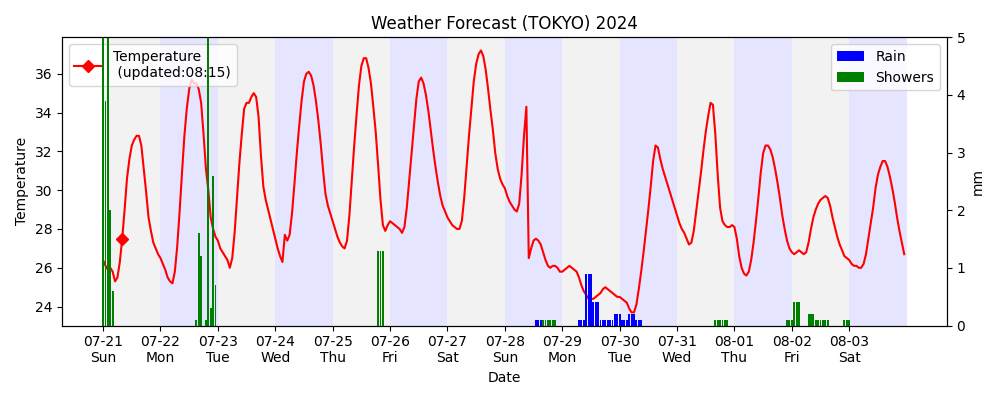 Weather Forecast (TOKYO) 2024
Temperature
(updated:08:15)
Rain
Showers
36
34
32
30
28
26
24
Temperature
5
4
3
2
1
0
mm
07-21 07-22 07-23 07-24 07-25 07-26 07-27 07-28 07-29 07-30 07-31 08-01 08-02 08-03
Sun Mon Tue Wed Thu Fri Sat Sun Mon Tue Wed Thu Fri Sat
Date